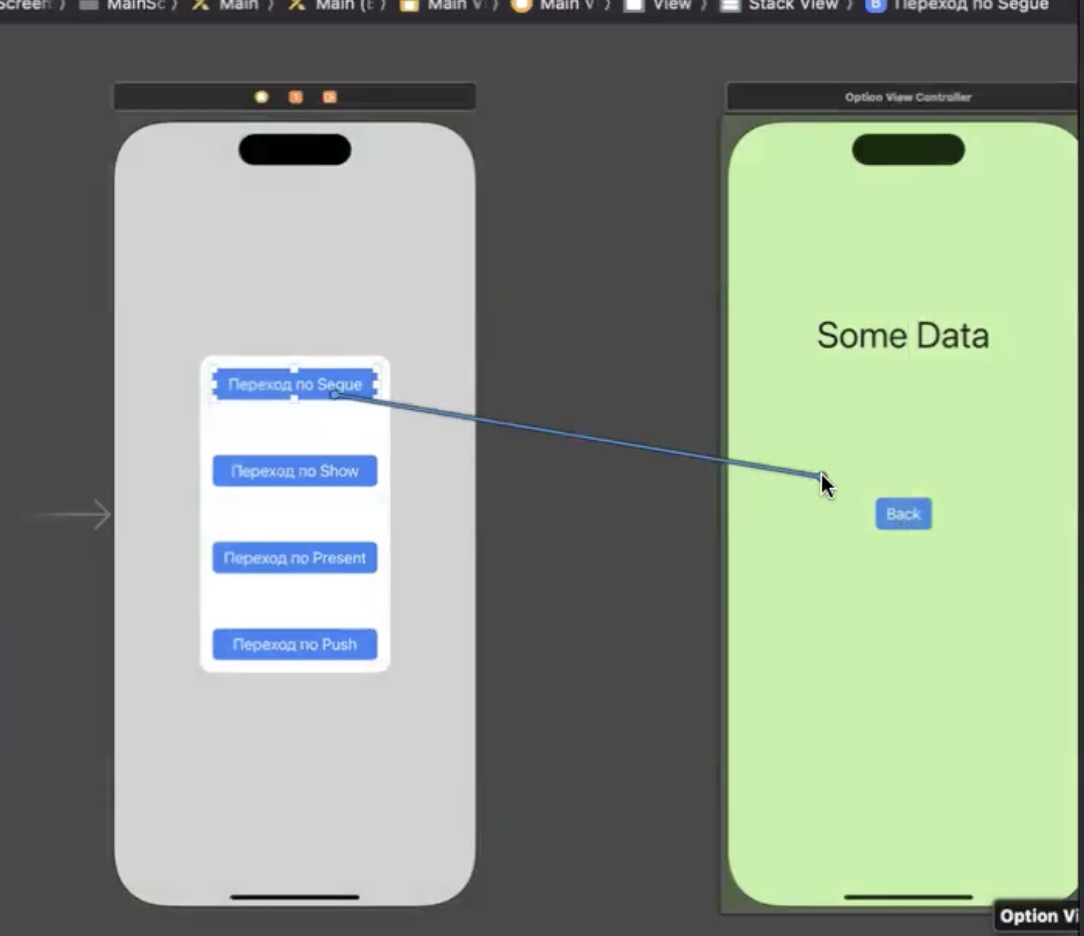 Screen 〉 MainSc 〉 Main 〉 Main (B 〉 Main V 〉 Main V 〉 View 〉 Stack View 〉 B Переход по Segue
Option View Controller
Some Data
Переход по Segue
Переход по Show
Back
Переход по Present
Переход по Push
Option Vi